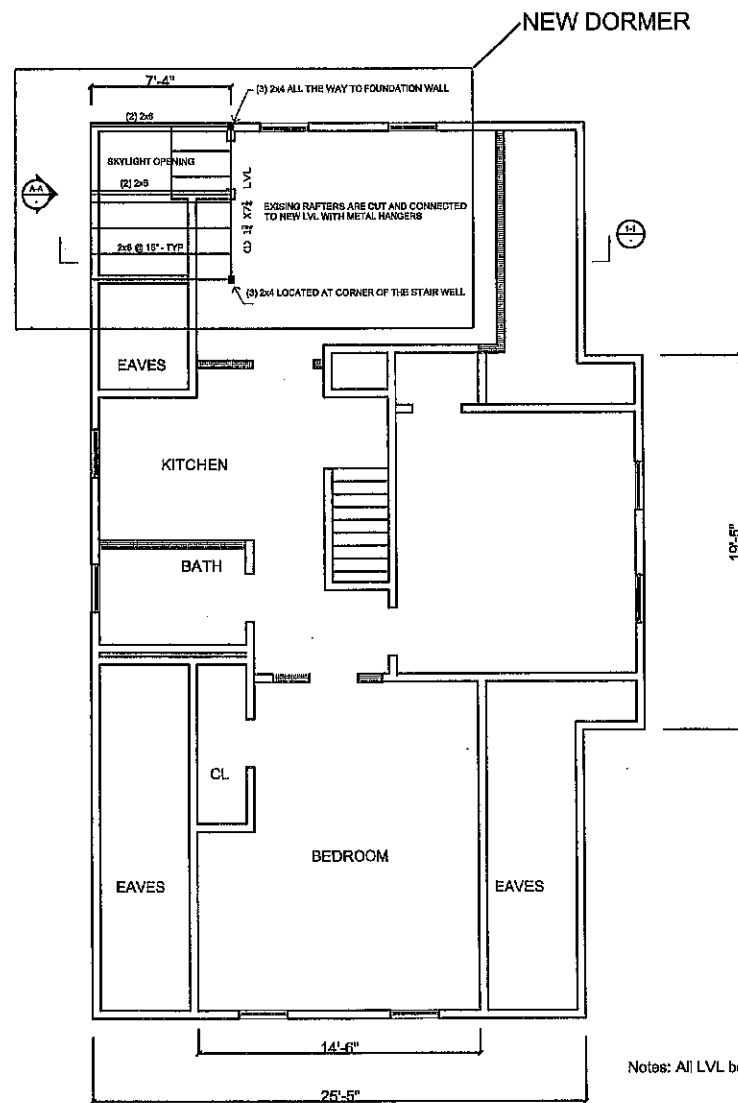 NEW DORMER
7'-4"
(3) 2x4 ALL THE WAY TO FOUNDATION WALL
(2) 2x6
SKYLIGHT OPENING
(2) 2x6
A-A
EXISING RAFTERS ARE CUT AND CONNECTED
TO NEW LVL WITH METAL HANGERS
LVL
1-1
2x6 @ 16" - TYP
(3) 2x4 LOCATED AT CORNER OF THE STAIR WELL
EAVES
KITCHEN
19'-6"
BATH
CL
BEDROOM
EAVES
EAVES
14'-6"
25'-5"
Notes: All LVL be